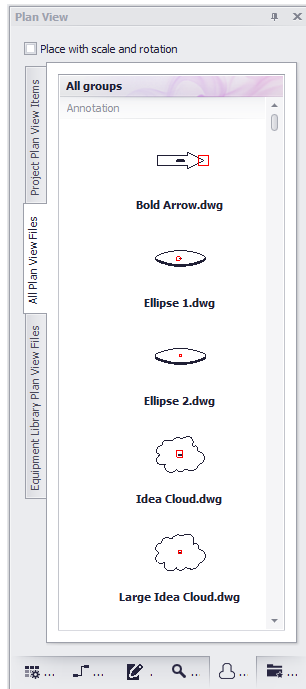 Plan View
Place with scale and rotation
Project Plan View Items
All Plan View Files
Equipment Library Plan View Files
All groups
Annotation
Bold Arrow.dwg
Ellipse 1.dwg
Ellipse 2.dwg
Idea Cloud.dwg
Large Idea Cloud.dwg
... ... . ... ... ...